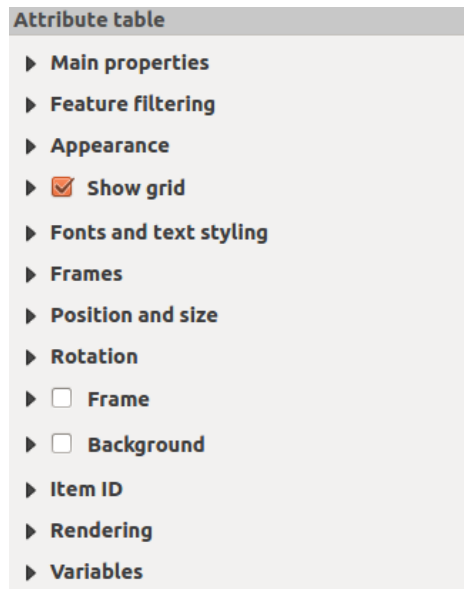 Attribute table
Main properties
Feature filtering
Appearance
Show grid
Fonts and text styling
Frames
Position and size
Rotation
Frame
Background
Item ID
Rendering
Variables